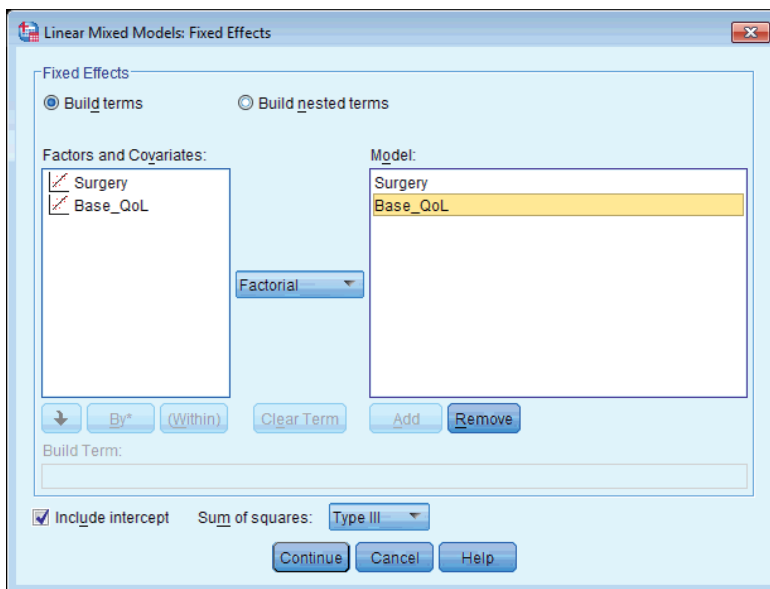 Linear Mixed Models: Fixed Effects
Fixed Effects
Build terms
Build nested terms
Factors and Covariates:
Model:
Surgery
Base_QoL
Surgery
Base_QoL
Factorial
By*
(Within)
Clear Term
Add
Remove
Build Term:
Include intercept
Sum of squares:
Type III
Continue
Cancel
Help